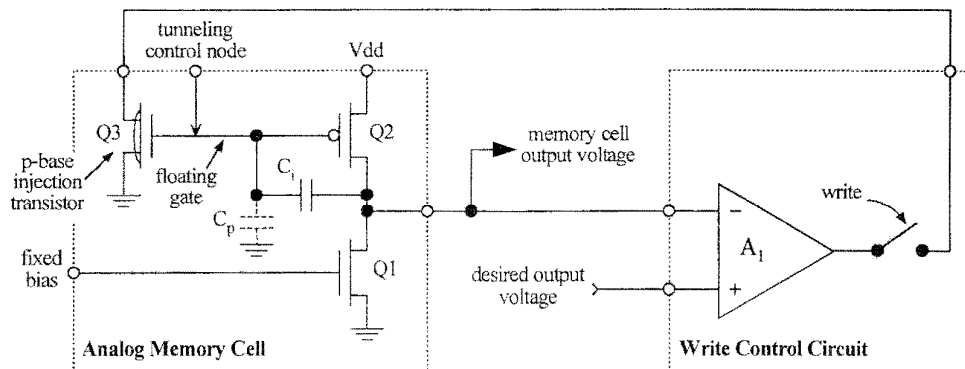 tunneling
control node
Vdd
Q3
Q2
p-base
injection
transistor
floating
gate
Ci
Cp
memory cell
output voltage
write
−
A1
+
fixed
bias
Q1
desired output
voltage
Analog Memory Cell
Write Control Circuit